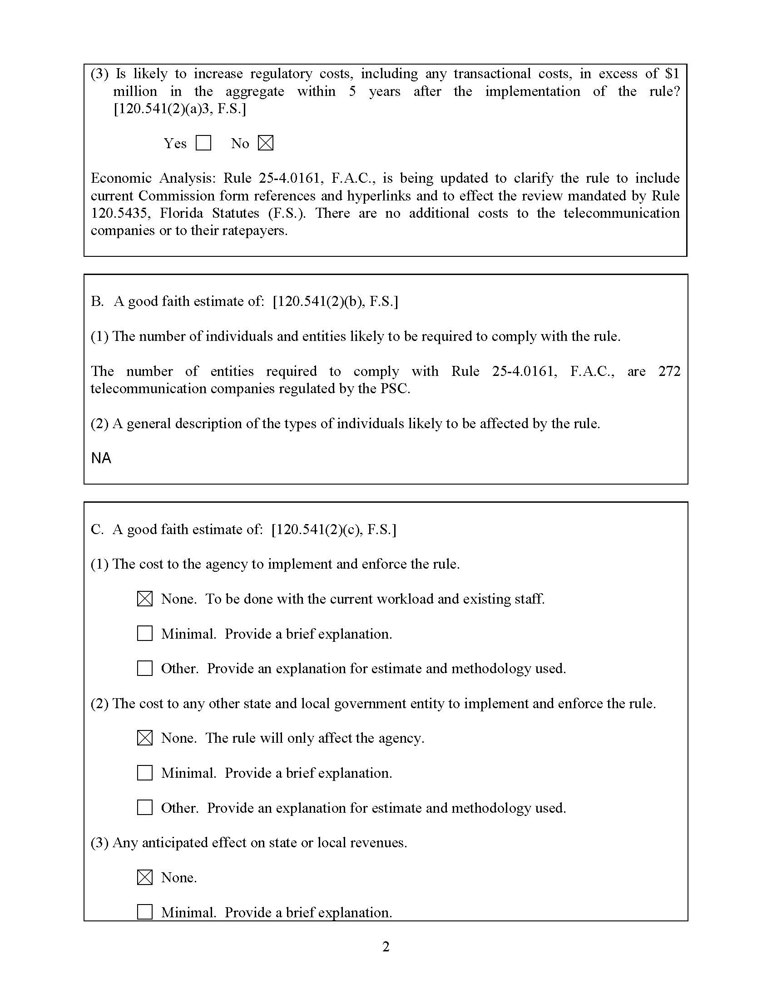 (3) Is likely to increase regulatory costs, including any transactional costs, in excess of $1
million in the aggregate within 5 years after the implementation of the rule?
[120.541(2)(a)3, F.S.]
Yes ☐ No ☒
Economic Analysis: Rule 25-4.0161, F.A.C., is being updated to clarify the rule to include
current Commission form references and hyperlinks and to effect the review mandated by Rule
120.5435, Florida Statutes (F.S.). There are no additional costs to the telecommunication
companies or to their ratepayers.
B. A good faith estimate of: [120.541(2)(b), F.S.]
(1) The number of individuals and entities likely to be required to comply with the rule.
The number of entities required to comply with Rule 25-4.0161, F.A.C., are 272
telecommunication companies regulated by the PSC.
(2) A general description of the types of individuals likely to be affected by the rule.
NA
C. A good faith estimate of: [120.541(2)(c), F.S.]
(1) The cost to the agency to implement and enforce the rule.
☒ None. To be done with the current workload and existing staff.
☐ Minimal. Provide a brief explanation.
☐ Other. Provide an explanation for estimate and methodology used.
(2) The cost to any other state and local government entity to implement and enforce the rule.
☒ None. The rule will only affect the agency.
☐ Minimal. Provide a brief explanation.
☐ Other. Provide an explanation for estimate and methodology used.
(3) Any anticipated effect on state or local revenues.
☒ None.
☐ Minimal. Provide a brief explanation.
2